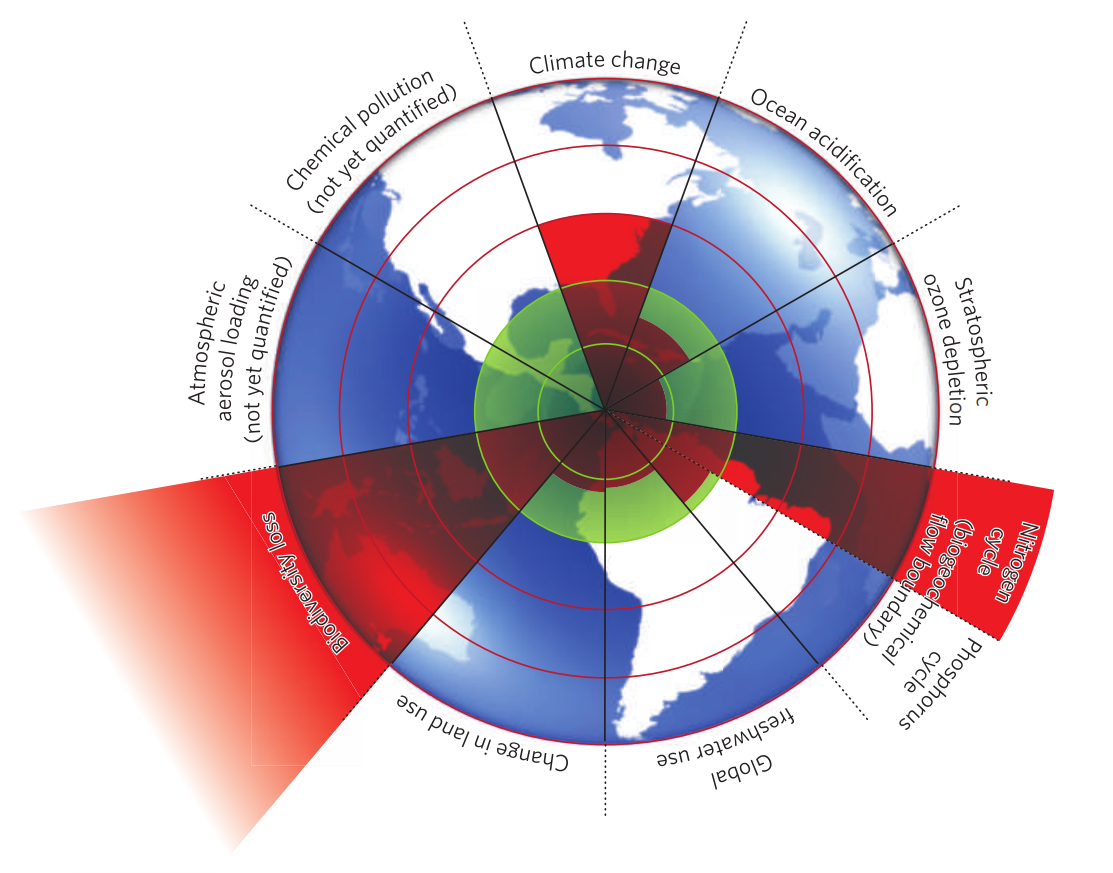 Climate change
Ocean acidification
Stratospheric
ozone depletion
Nitrogen
cycle
(biogeochemical
flow boundary)
Phosphorus
cycle
Global
freshwater use
Change in land use
Biodiversity loss
Atmospheric
aerosol loading
(not yet quantified)
Chemical pollution
(not yet quantified)